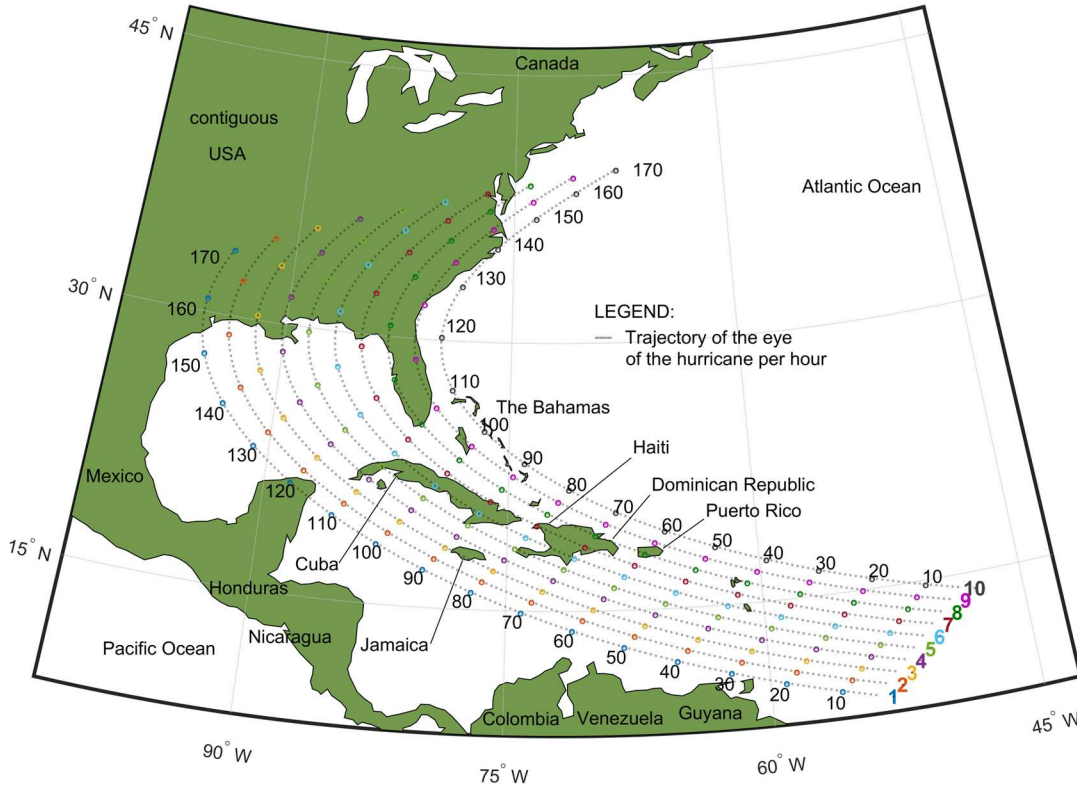 45° N
Canada
contiguous
USA
170
160
Atlantic Ocean
150
140
170
130
30° N
160
LEGEND:
120
Trajectory of the eye
of the hurricane per hour
150
110
140
The Bahamas
100
130
Haiti
90
Mexico
120
80
Dominican Republic
110
70
Puerto Rico
60
15° N
100
50
Cuba
40
90
30
20
Honduras
80
10
10
9
8
70
7
Nicaragua
6
Jamaica
60
5
Pacific Ocean
50
4
40
3
30
2
20
10
1
Colombia
Venezuela
Guyana
45° W
90° W
75° W
60° W